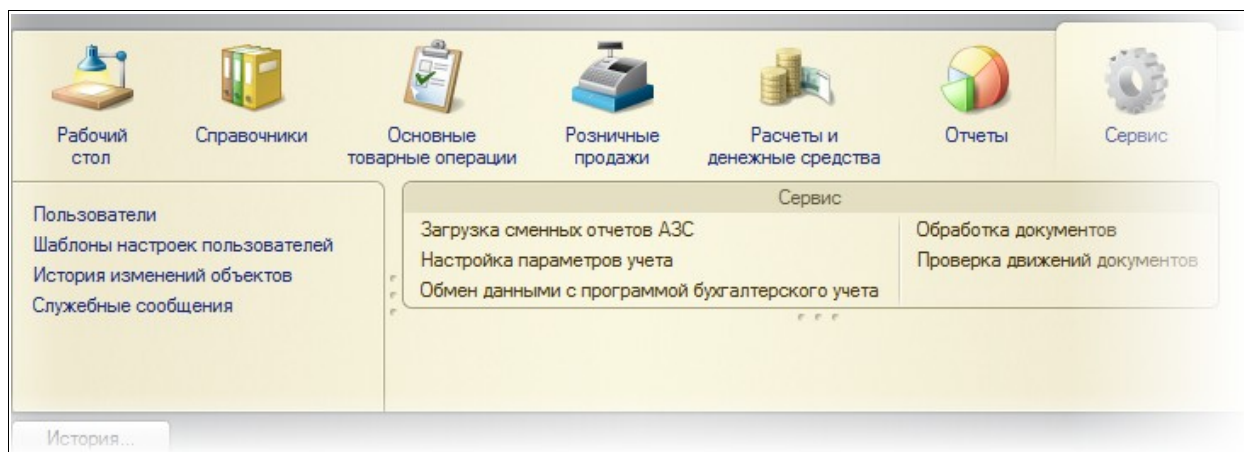 Рабочий
стол
Справочники
Основные
товарные операции
Розничные
продажи
Расчеты и
денежные средства
Отчеты
Сервис
Пользователи
Шаблоны настроек пользователей
История изменений объектов
Служебные сообщения
Сервис
Загрузка сменных отчетов АЗС
Настройка параметров учета
Обмен данными с программой бухгалтерского учета
Обработка документов
Проверка движений документов
История...